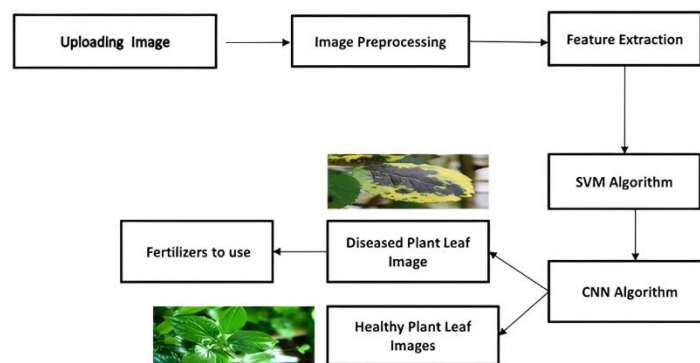 Uploading Image
Image Preprocessing
Feature Extraction
SVM Algorithm
Fertilizers to use
Diseased Plant Leaf
Image
CNN Algorithm
Healthy Plant Leaf
Images